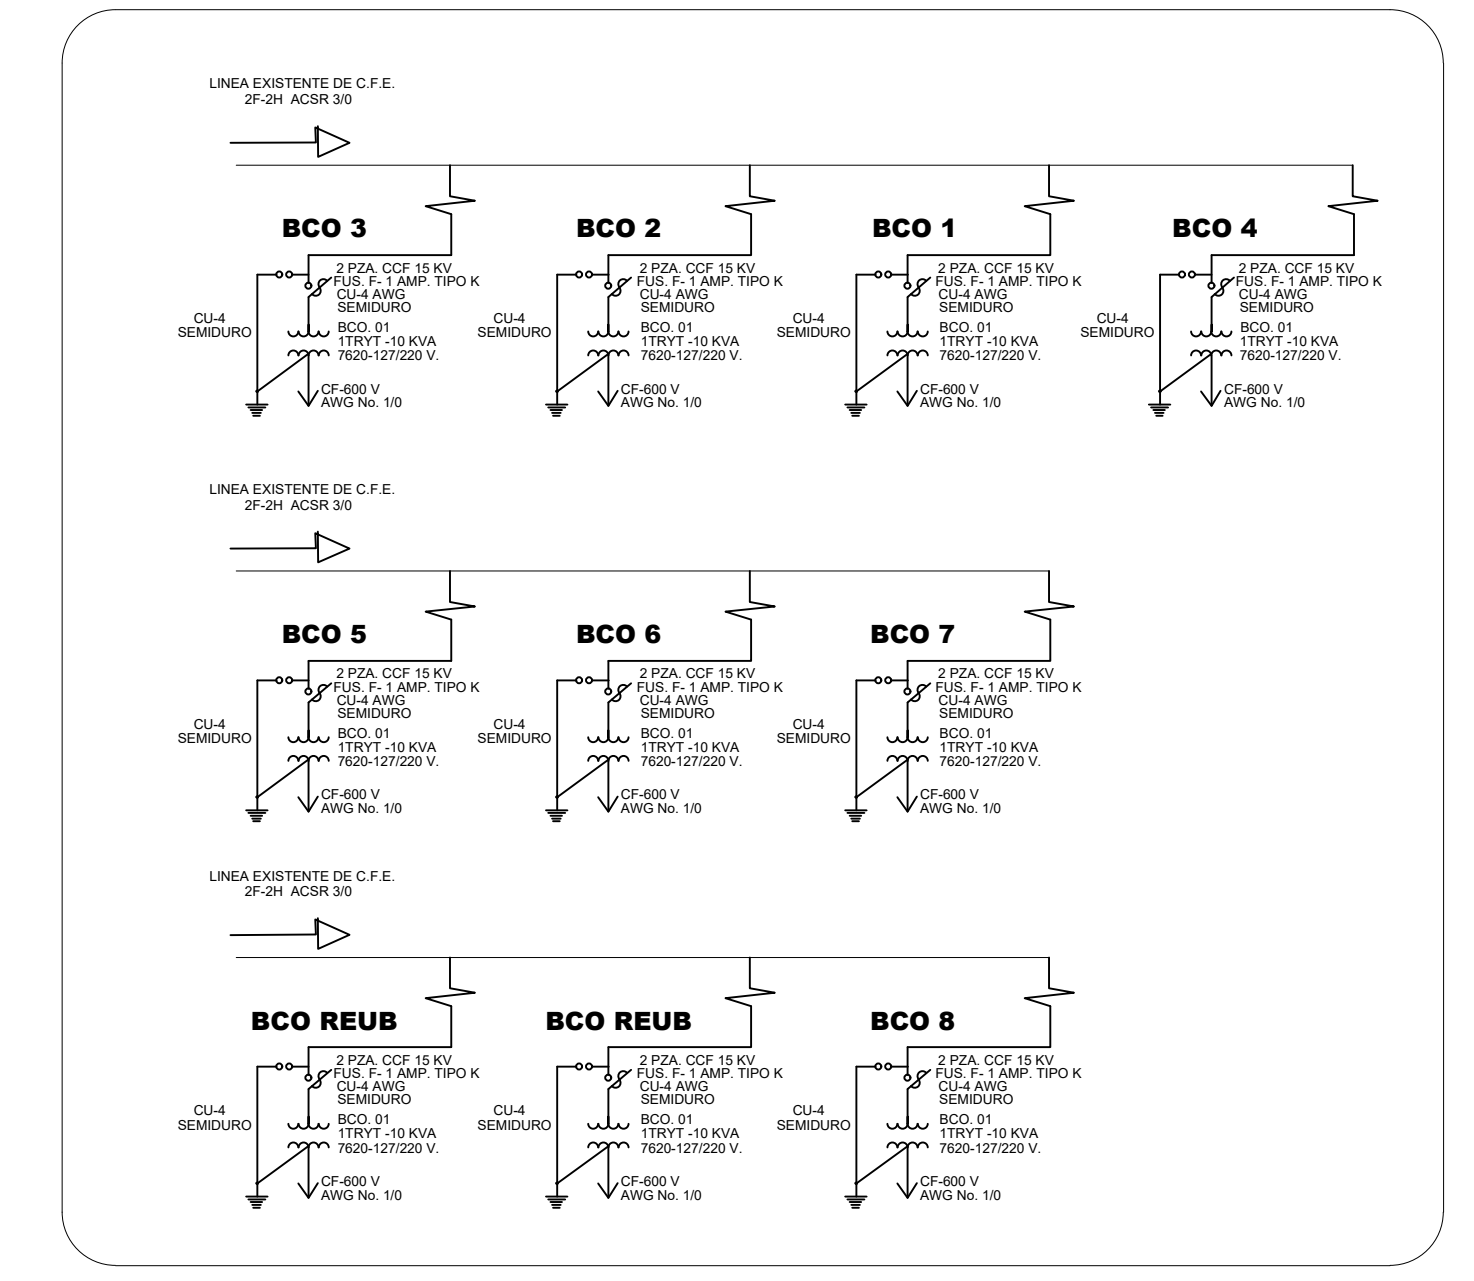 LINEA EXISTENTE DE C.F.E.
2F-2H ACSR 3/0
BCO 3
2 PZA. CCF 15 KV
FUS. F- 1 AMP. TIPO K
CU-4 AWG
SEMIDURO
CU-4
SEMIDURO
BCO. 01
1TRYT -10 KVA
7620-127/220 V.
CF-600 V
AWG No. 1/0
BCO 2
2 PZA. CCF 15 KV
FUS. F- 1 AMP. TIPO K
CU-4 AWG
SEMIDURO
CU-4
SEMIDURO
BCO. 01
1TRYT -10 KVA
7620-127/220 V.
CF-600 V
AWG No. 1/0
BCO 1
2 PZA. CCF 15 KV
FUS. F- 1 AMP. TIPO K
CU-4 AWG
SEMIDURO
CU-4
SEMIDURO
BCO. 01
1TRYT -10 KVA
7620-127/220 V.
CF-600 V
AWG No. 1/0
BCO 4
2 PZA. CCF 15 KV
FUS. F- 1 AMP. TIPO K
CU-4 AWG
SEMIDURO
CU-4
SEMIDURO
BCO. 01
1TRYT -10 KVA
7620-127/220 V.
CF-600 V
AWG No. 1/0
LINEA EXISTENTE DE C.F.E.
2F-2H ACSR 3/0
BCO 5
2 PZA. CCF 15 KV
FUS. F- 1 AMP. TIPO K
CU-4 AWG
SEMIDURO
CU-4
SEMIDURO
BCO. 01
1TRYT -10 KVA
7620-127/220 V.
CF-600 V
AWG No. 1/0
BCO 6
2 PZA. CCF 15 KV
FUS. F- 1 AMP. TIPO K
CU-4 AWG
SEMIDURO
CU-4
SEMIDURO
BCO. 01
1TRYT -10 KVA
7620-127/220 V.
CF-600 V
AWG No. 1/0
BCO 7
2 PZA. CCF 15 KV
FUS. F- 1 AMP. TIPO K
CU-4 AWG
SEMIDURO
CU-4
SEMIDURO
BCO. 01
1TRYT -10 KVA
7620-127/220 V.
CF-600 V
AWG No. 1/0
LINEA EXISTENTE DE C.F.E.
2F-2H ACSR 3/0
BCO REUB
2 PZA. CCF 15 KV
FUS. F- 1 AMP. TIPO K
CU-4 AWG
SEMIDURO
CU-4
SEMIDURO
BCO. 01
1TRYT -10 KVA
7620-127/220 V.
CF-600 V
AWG No. 1/0
BCO REUB
2 PZA. CCF 15 KV
FUS. F- 1 AMP. TIPO K
CU-4 AWG
SEMIDURO
CU-4
SEMIDURO
BCO. 01
1TRYT -10 KVA
7620-127/220 V.
CF-600 V
AWG No. 1/0
BCO 8
2 PZA. CCF 15 KV
FUS. F- 1 AMP. TIPO K
CU-4 AWG
SEMIDURO
CU-4
SEMIDURO
BCO. 01
1TRYT -10 KVA
7620-127/220 V.
CF-600 V
AWG No. 1/0